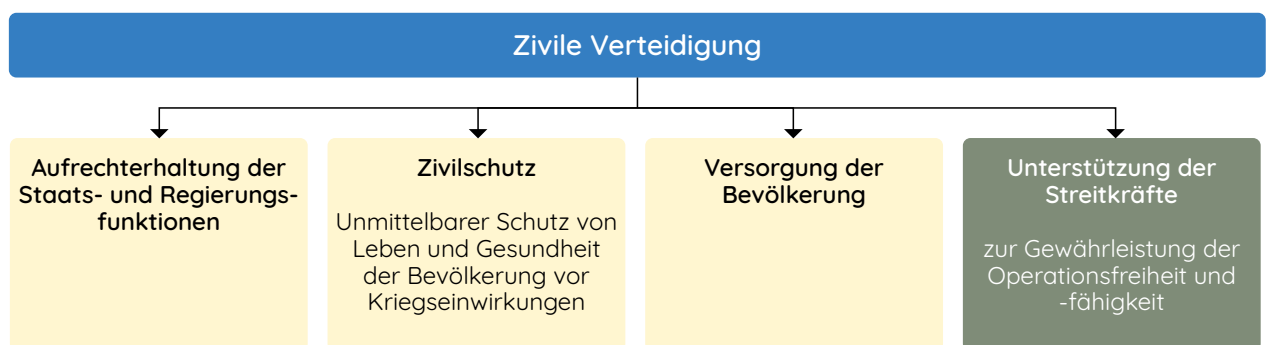 Zivile Verteidigung
Aufrechterhaltung der
Staats- und Regierungs-
funktionen
Zivilschutz
Unmittelbarer Schutz von
Leben und Gesundheit
der Bevölkerung vor
Kriegseinwirkungen
Versorgung der
Bevölkerung
Unterstützung der
Streitkräfte
zur Gewährleistung der
Operationsfreiheit und
-fähigkeit